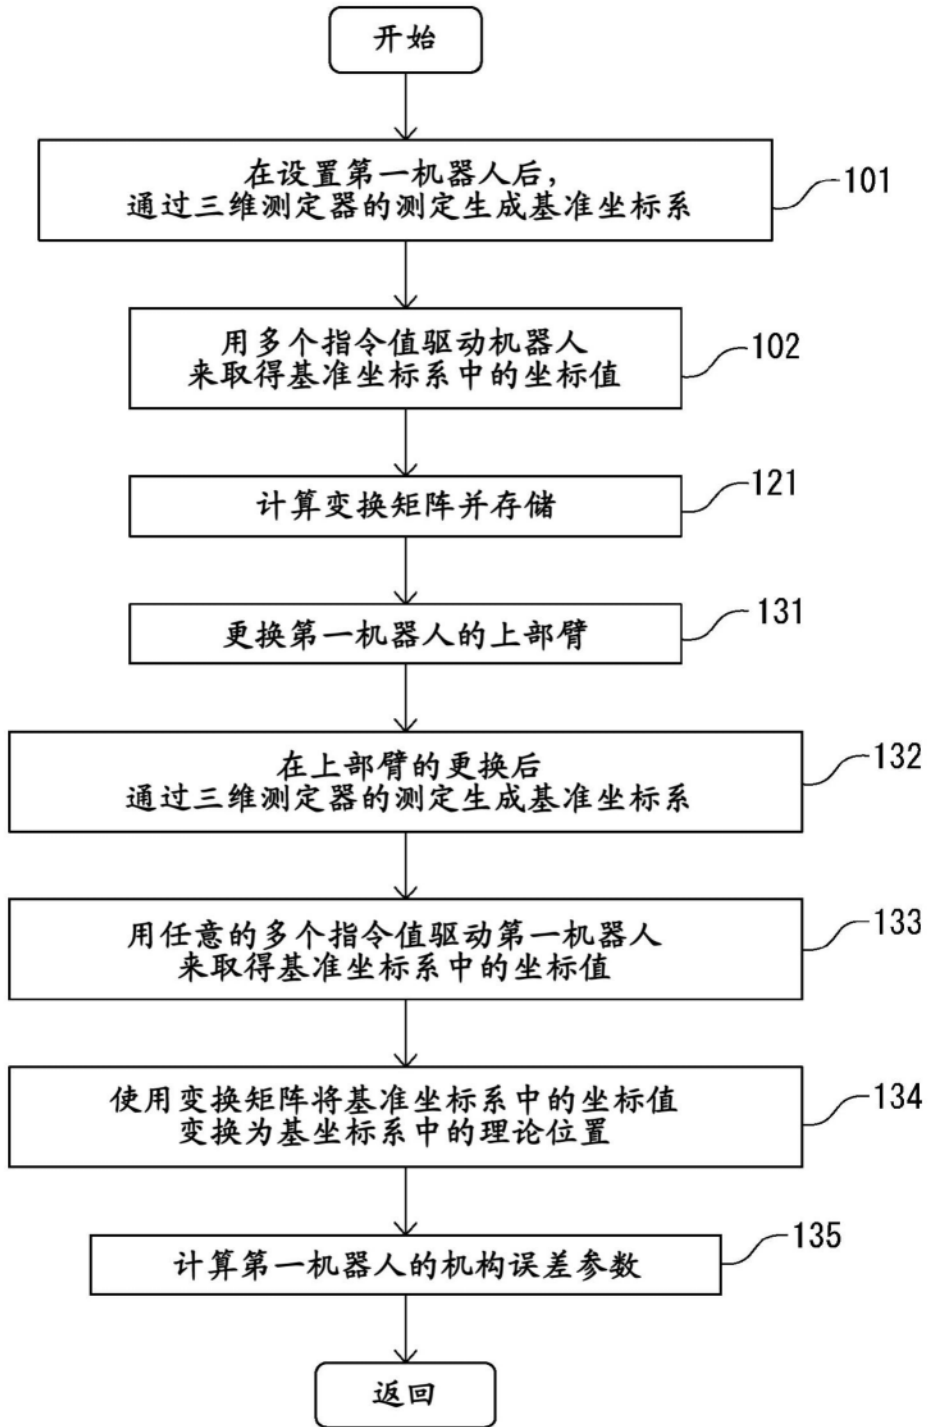 开始
在设置第一机器人后,
通过三维测定器的测定生成基准坐标系
101
用多个指令值驱动机器人
来取得基准坐标系中的坐标值
102
计算变换矩阵并存储
121
更换第一机器人的上部臂
131
在上部臂的更换后
通过三维测定器的测定生成基准坐标系
132
用任意的多个指令值驱动第一机器人
来取得基准坐标系中的坐标值
133
使用变换矩阵将基准坐标系中的坐标值
变换为基坐标系中的理论位置
134
计算第一机器人的机构误差参数
135
返回